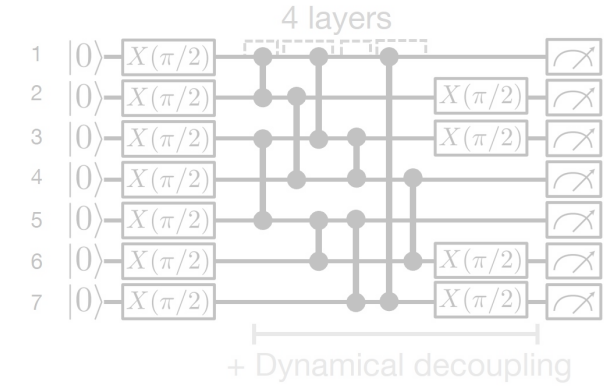 4 layers
1 |0⟩ X(π/2)
2 |0⟩ X(π/2) X(π/2)
3 |0⟩ X(π/2) X(π/2)
4 |0⟩ X(π/2)
5 |0⟩ X(π/2)
6 |0⟩ X(π/2) X(π/2)
7 |0⟩ X(π/2) X(π/2)
+ Dynamical decoupling